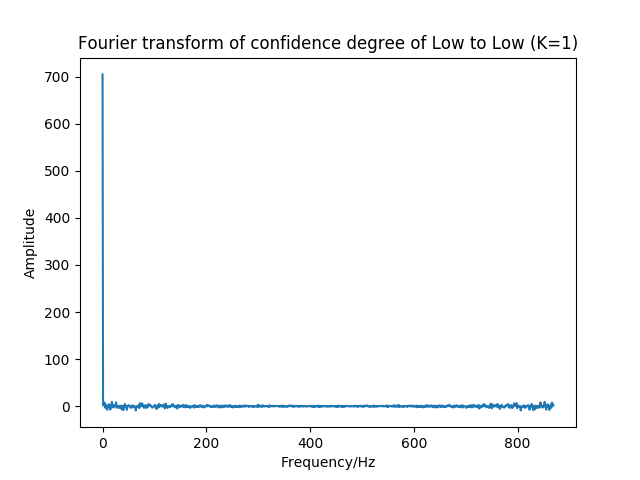 Fourier transform of confidence degree of Low to Low (K=1)
700
600
500
400
300
200
100
0
Amplitude
0 200 400 600 800
Frequency/Hz